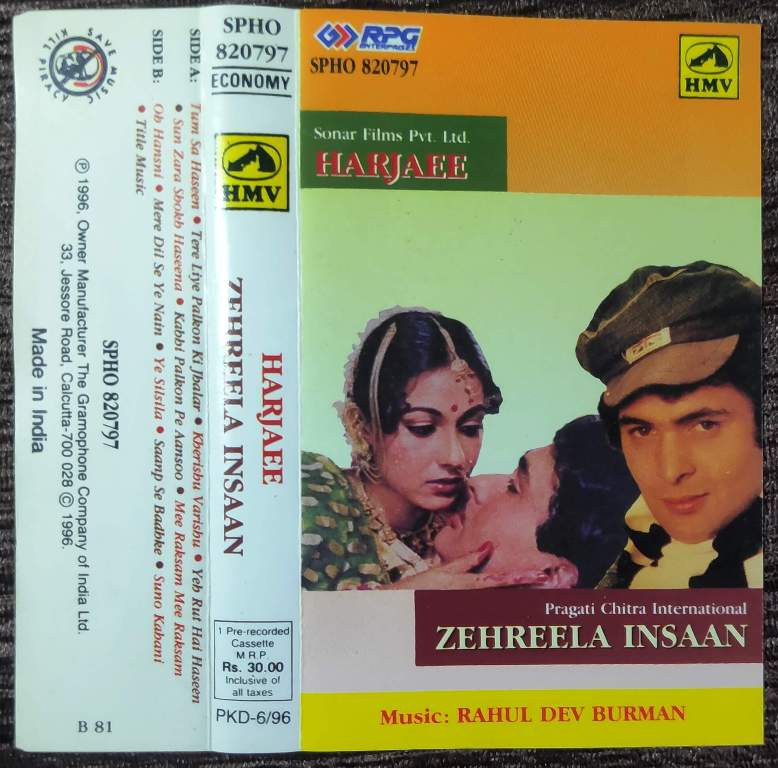 KILL PIRACY SAVE MUSIC
SIDE A: Tum Sa Haseen • Tere Liye Palkon Ki Jhalar • Kherishu Varishu • Yeh Rut Hai Haseen
• Sun Zara Shokh Haseena • Kabhi Palkon Pe Aansoo • Mee Raksam Mee Raksam
SIDE B: Oh Hansni • Mere Dil Se Ye Nain • Ye Silsila • Saanp Se Badhke • Suno Kahani
• Title Music
SPHO 820797
Ⓟ 1996, Owner Manufacturer The Gramophone Company of India Ltd.
33, Jessore Road, Calcutta-700 028 © 1996.
Made in India
B 81
SPHO
820797
ECONOMY
HMV
HARJAEE
ZEHREELA INSAAN
1 Pre-recorded
Cassette
M.R.P.
Rs. 30.00
Inclusive of
all taxes
PKD-6/96
RPG
ENTERPRISES
SPHO 820797
HMV
Sonar Films Pvt. Ltd.
HARJAEE
Pragati Chitra International
ZEHREELA INSAAN
Music: RAHUL DEV BURMAN